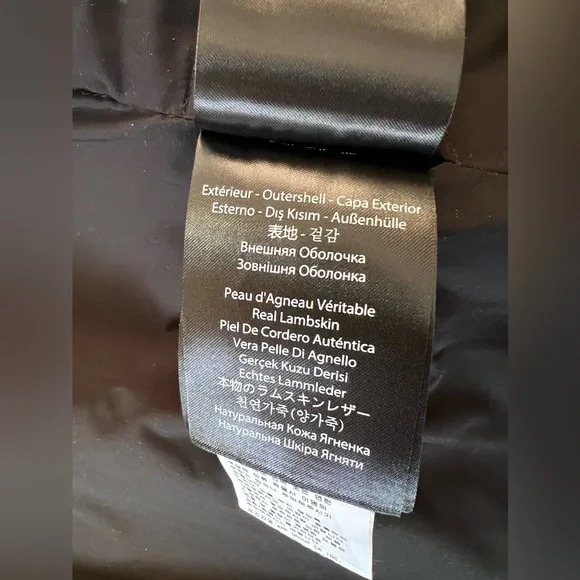 Extérieur - Outershell - Capa Exterior
Esterno - Dış Kısım - Außenhülle
表地 - 겉감
Внешняя Оболочка
Зовнішня Оболонка
Peau d'Agneau Véritable
Real Lambskin
Piel De Cordero Auténtica
Vera Pelle Di Agnello
Gerçek Kuzu Derisi
Echtes Lammleder
本物のラムスキンレザー
천연가죽(양가죽)
Натуральная Кожа Ягненка
Натуральна Шкіра Ягняти